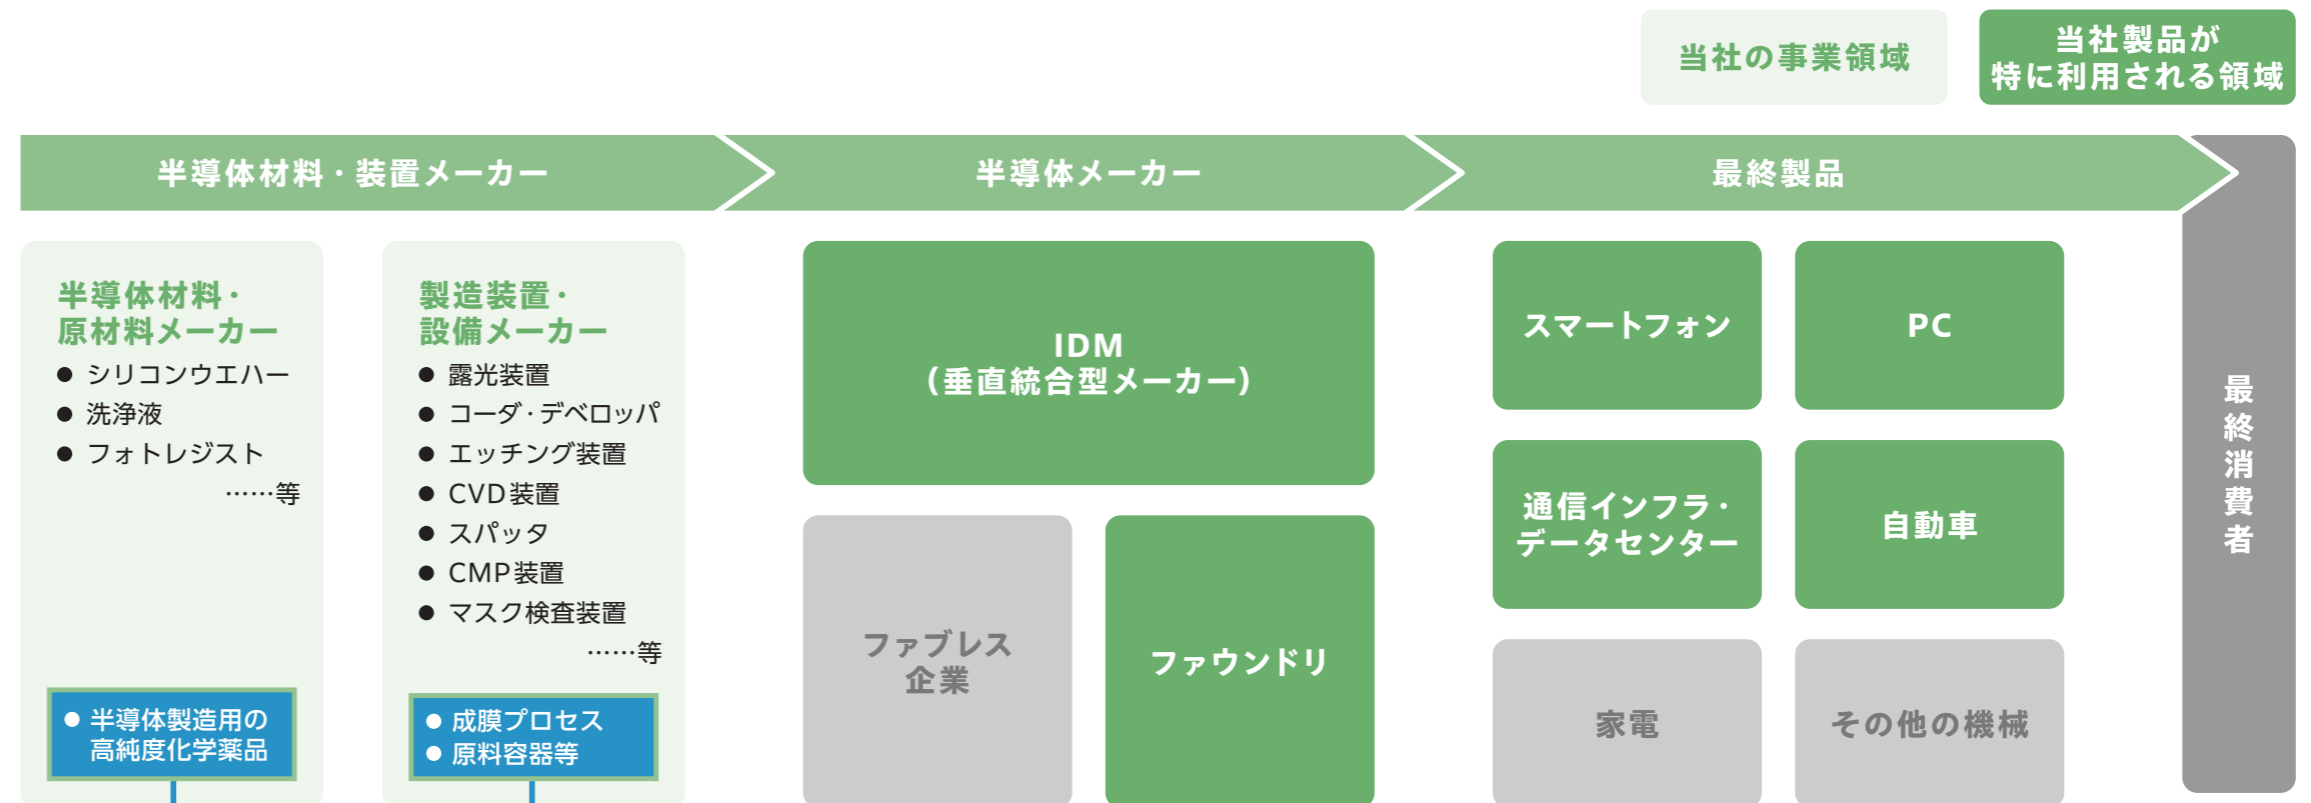 当社の事業領域
当社製品が
特に利用される領域
半導体材料・装置メーカー
半導体メーカー
最終製品
半導体材料・
原材料メーカー
● シリコンウエハー
● 洗浄液
● フォトレジスト
……等
● 半導体製造用の
高純度化学薬品
製造装置・
設備メーカー
● 露光装置
● コーダ・デベロッパ
● エッチング装置
● CVD装置
● スパッタ
● CMP装置
● マスク検査装置
……等
● 成膜プロセス
● 原料容器等
IDM
（垂直統合型メーカー）
ファブレス
企業
ファウンドリ
スマートフォン
PC
通信インフラ・
データセンター
自動車
家電
その他の機械
最終消費者